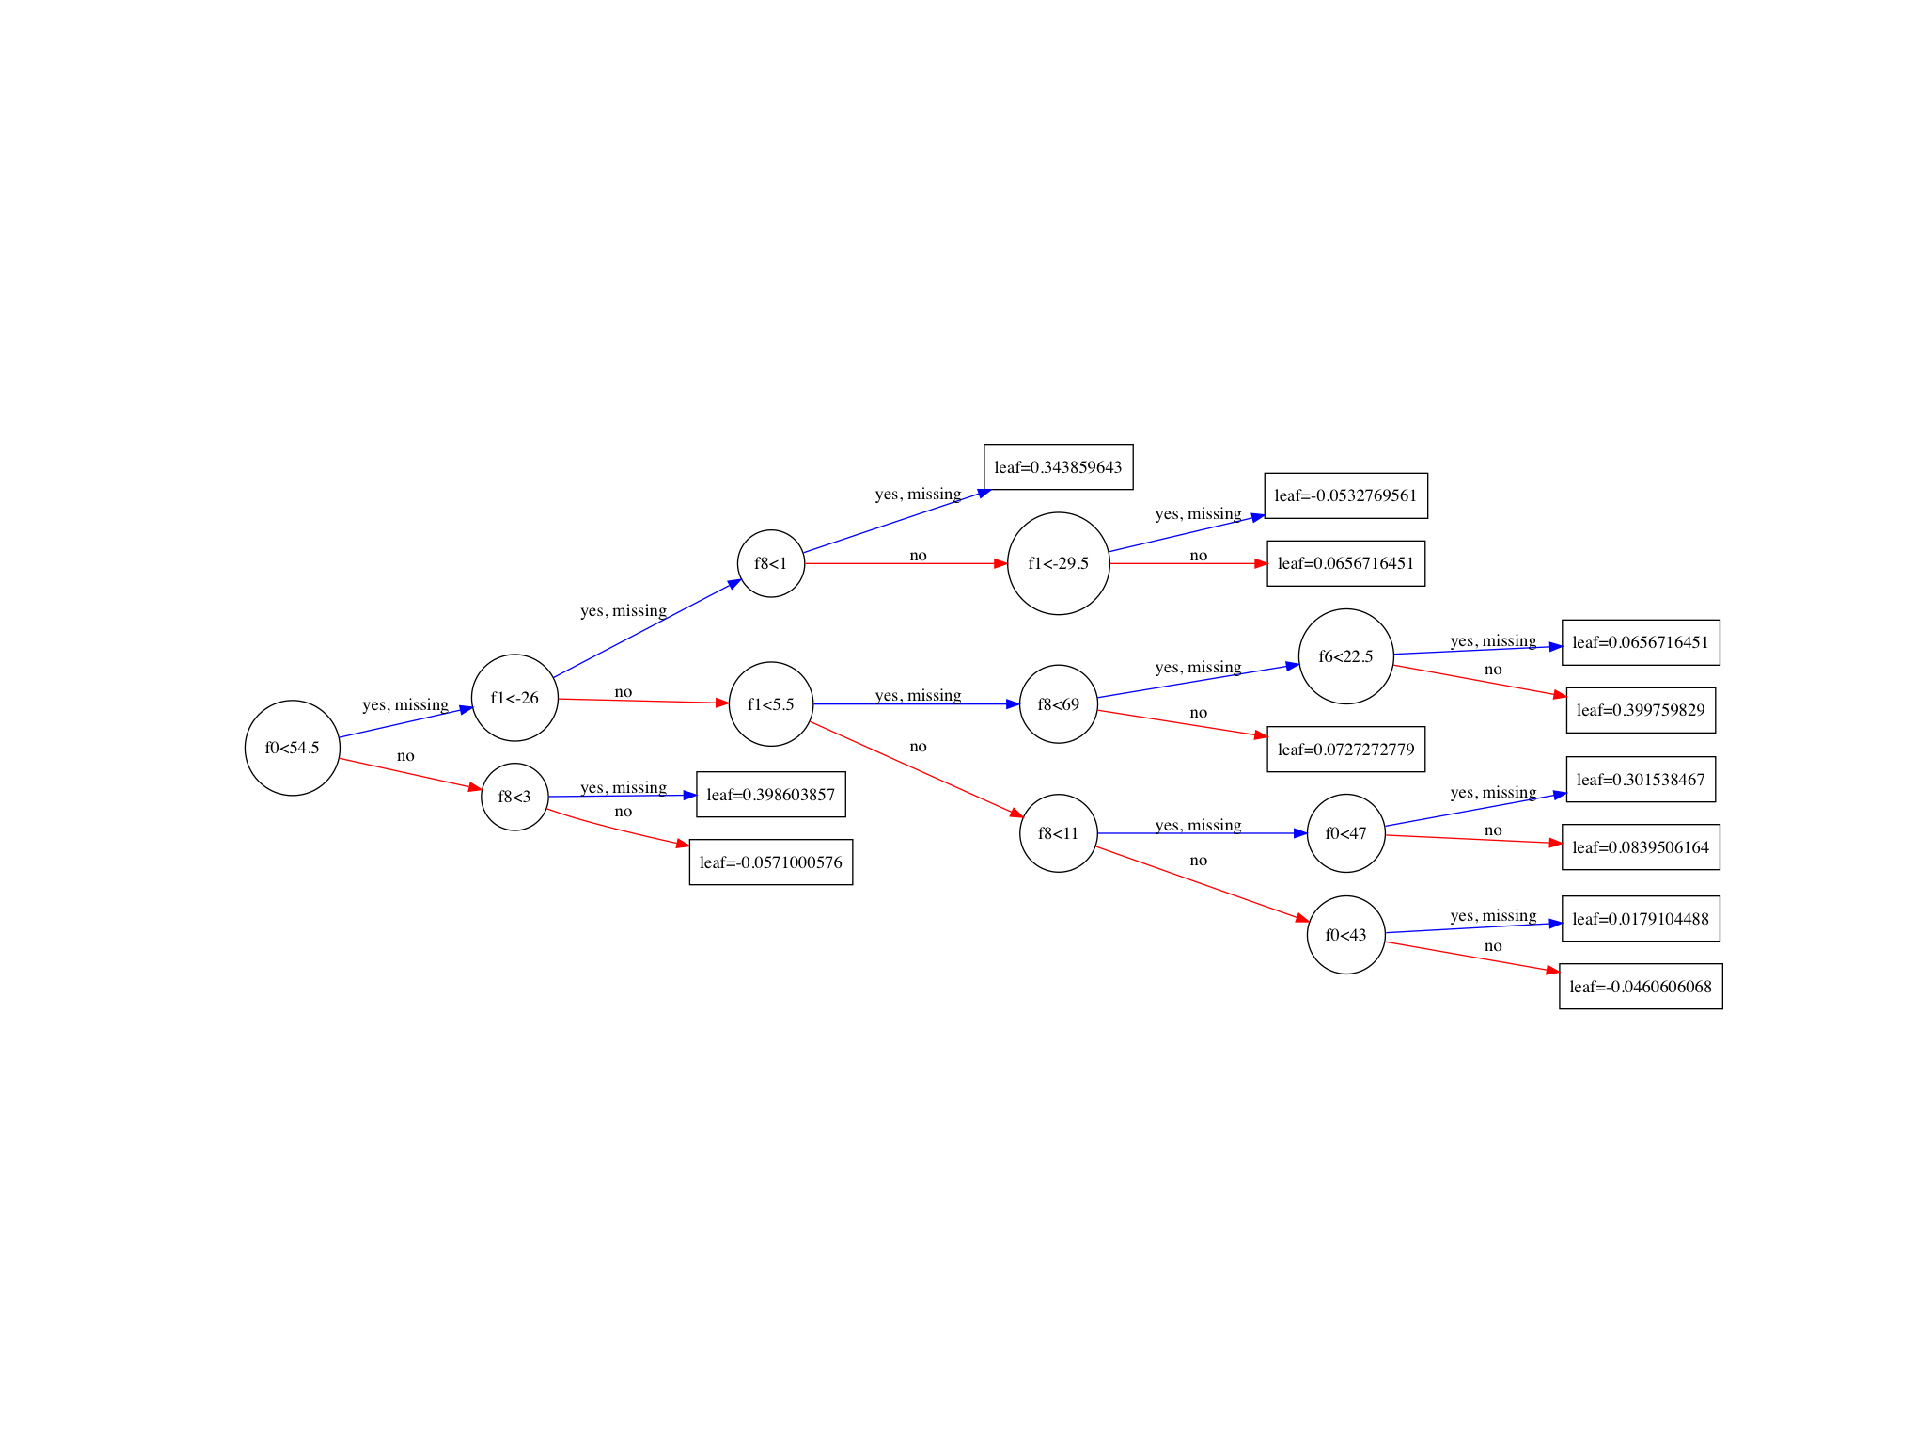 leaf=0.343859643
yes, missing
leaf=-0.0532769561
yes, missing
f8<1
no
f1<-29.5
no
leaf=0.0656716451
yes, missing
yes, missing
leaf=0.0656716451
f6<22.5
yes, missing
no
f1<-26
no
f1<5.5
yes, missing
f8<69
no
leaf=0.399759829
yes, missing
f0<54.5
no
no
leaf=0.0727272779
f8<3
yes, missing
leaf=0.398603857
yes, missing
leaf=0.301538467
no
f8<11
yes, missing
f0<47
no
leaf=0.0839506164
leaf=-0.0571000576
no
yes, missing
leaf=0.0179104488
f0<43
no
leaf=-0.0460606068